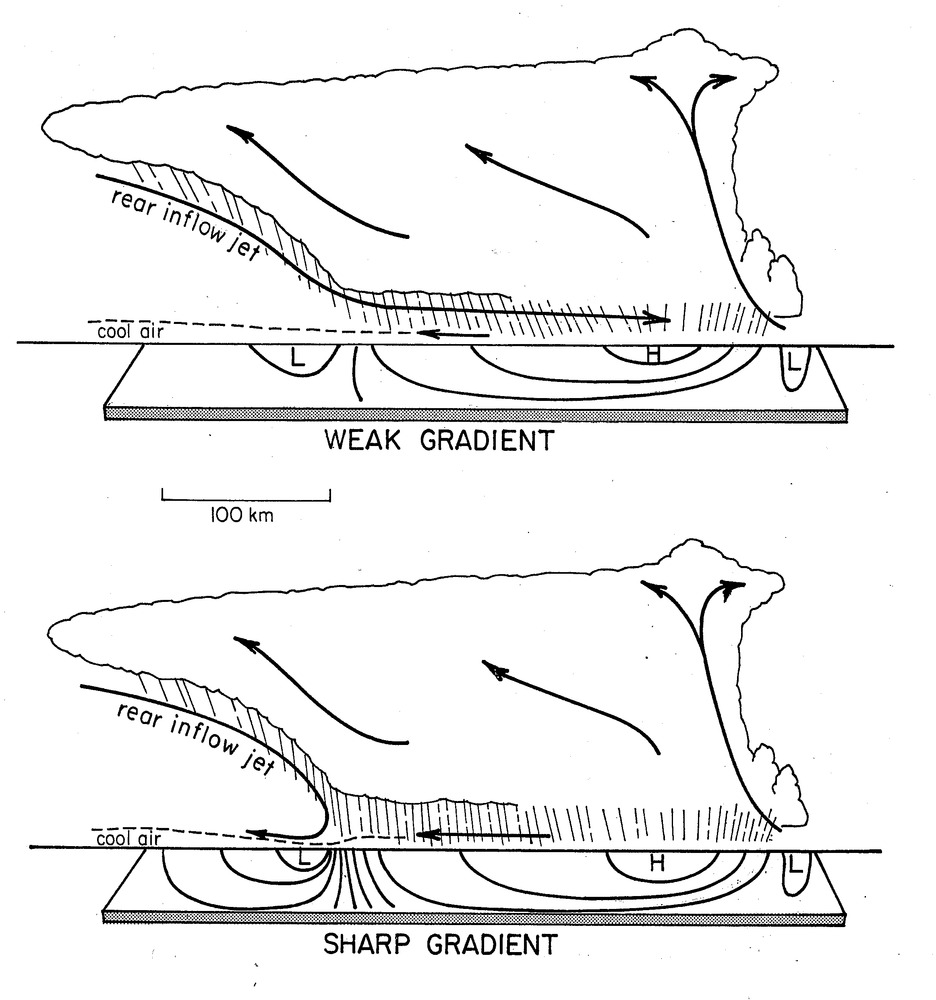 rear inflow jet
cool air
L H L
WEAK GRADIENT
100 km
rear inflow jet
cool air
L H L
SHARP GRADIENT